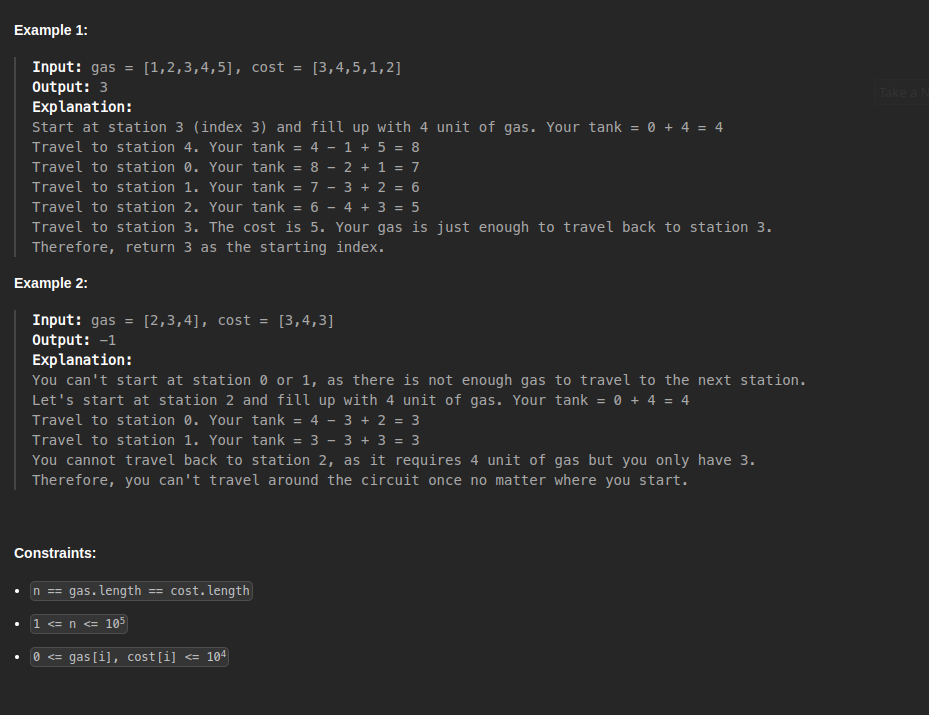 Example 1:
Input: gas = [1,2,3,4,5], cost = [3,4,5,1,2]
Output: 3
Explanation:
Start at station 3 (index 3) and fill up with 4 unit of gas. Your tank = 0 + 4 = 4
Travel to station 4. Your tank = 4 - 1 + 5 = 8
Travel to station 0. Your tank = 8 - 2 + 1 = 7
Travel to station 1. Your tank = 7 - 3 + 2 = 6
Travel to station 2. Your tank = 6 - 4 + 3 = 5
Travel to station 3. The cost is 5. Your gas is just enough to travel back to station 3.
Therefore, return 3 as the starting index.
Example 2:
Input: gas = [2,3,4], cost = [3,4,3]
Output: -1
Explanation:
You can't start at station 0 or 1, as there is not enough gas to travel to the next station.
Let's start at station 2 and fill up with 4 unit of gas. Your tank = 0 + 4 = 4
Travel to station 0. Your tank = 4 - 3 + 2 = 3
Travel to station 1. Your tank = 3 - 3 + 3 = 3
You cannot travel back to station 2, as it requires 4 unit of gas but you only have 3.
Therefore, you can't travel around the circuit once no matter where you start.
Constraints:
• n == gas.length == cost.length
• 1 <= n <= 10⁵
• 0 <= gas[i], cost[i] <= 10⁴
Take a N